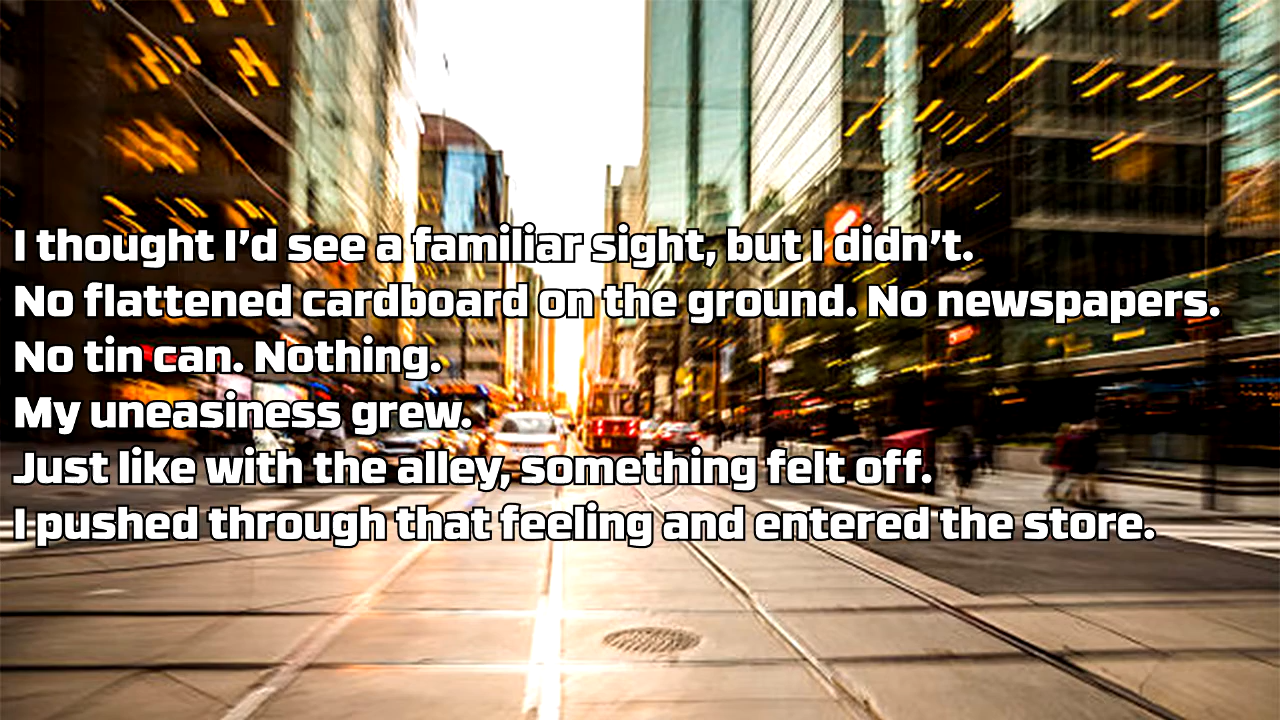 I thought I’d see a familiar sight, but I didn’t.
No flattened cardboard on the ground. No newspapers.
No tin can. Nothing.
My uneasiness grew.
Just like with the alley, something felt off.
I pushed through that feeling and entered the store.